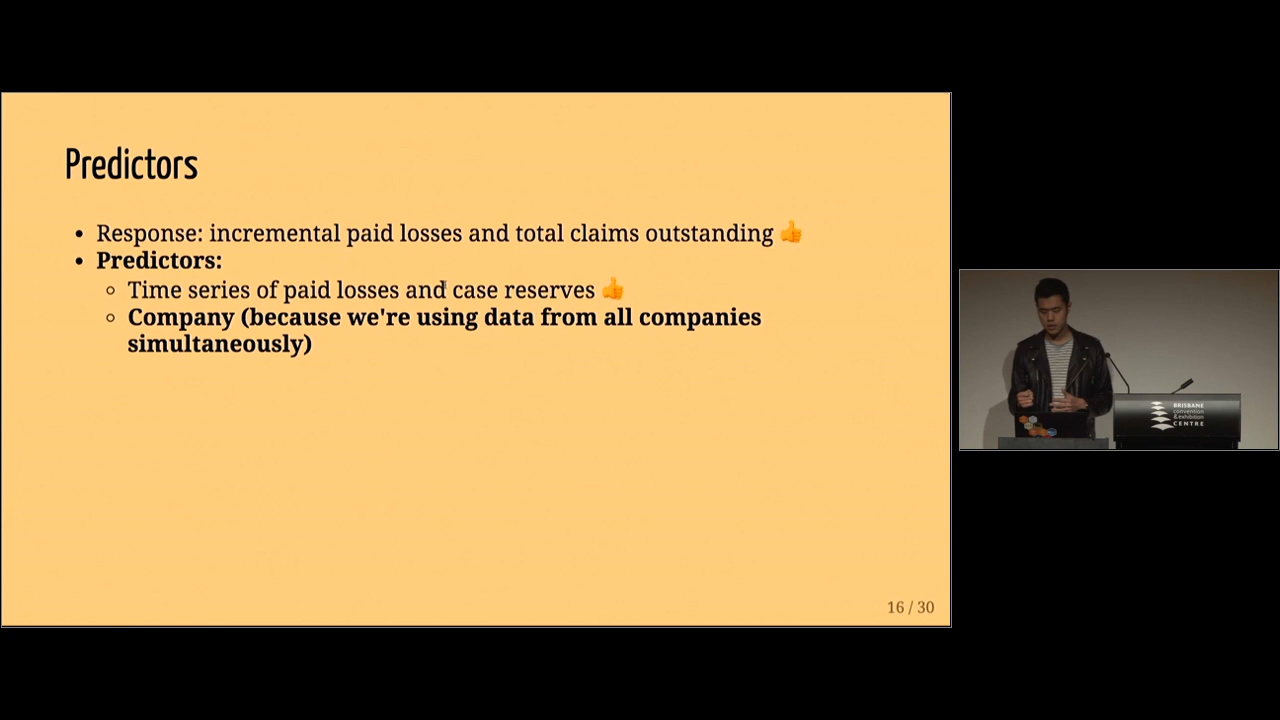 Predictors
• Response: incremental paid losses and total claims outstanding 👍
• Predictors:
○ Time series of paid losses and case reserves 👍
○ Company (because we're using data from all companies
simultaneously)
16 / 30
BRISBANE
convention
& exhibition
CENTRE